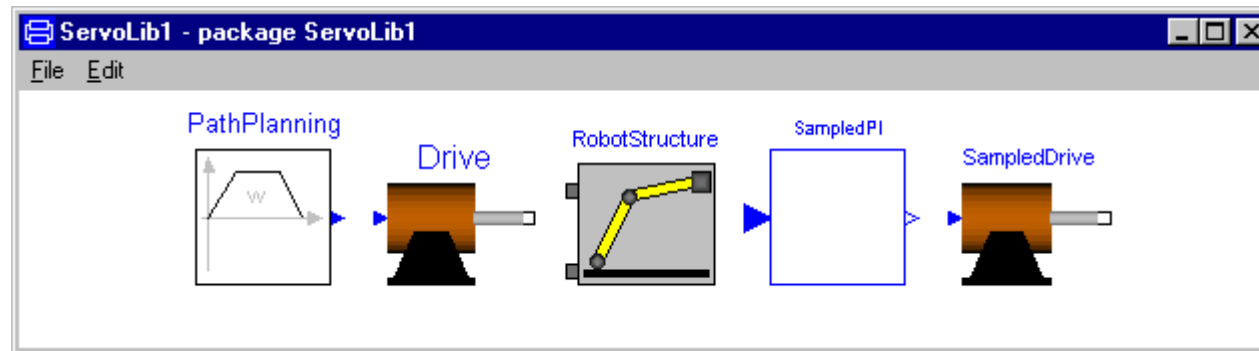 ServoLib1 - package ServoLib1
File Edit
PathPlanning
Drive
RobotStructure
SampledPI
SampledDrive
w